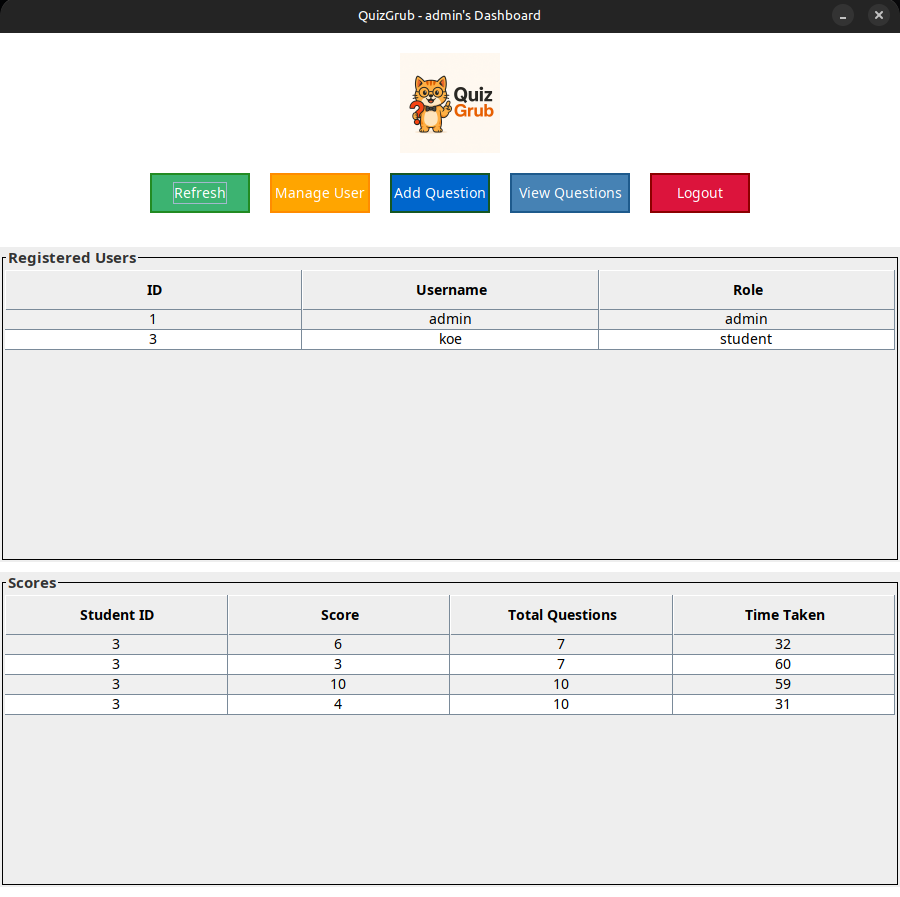 QuizGrub - admin's Dashboard
Quiz
Grub
Refresh Manage User Add Question View Questions Logout
Registered Users
ID Username Role
1 admin admin
3 koe student
Scores
Student ID Score Total Questions Time Taken
3 6 7 32
3 3 7 60
3 10 10 59
3 4 10 31